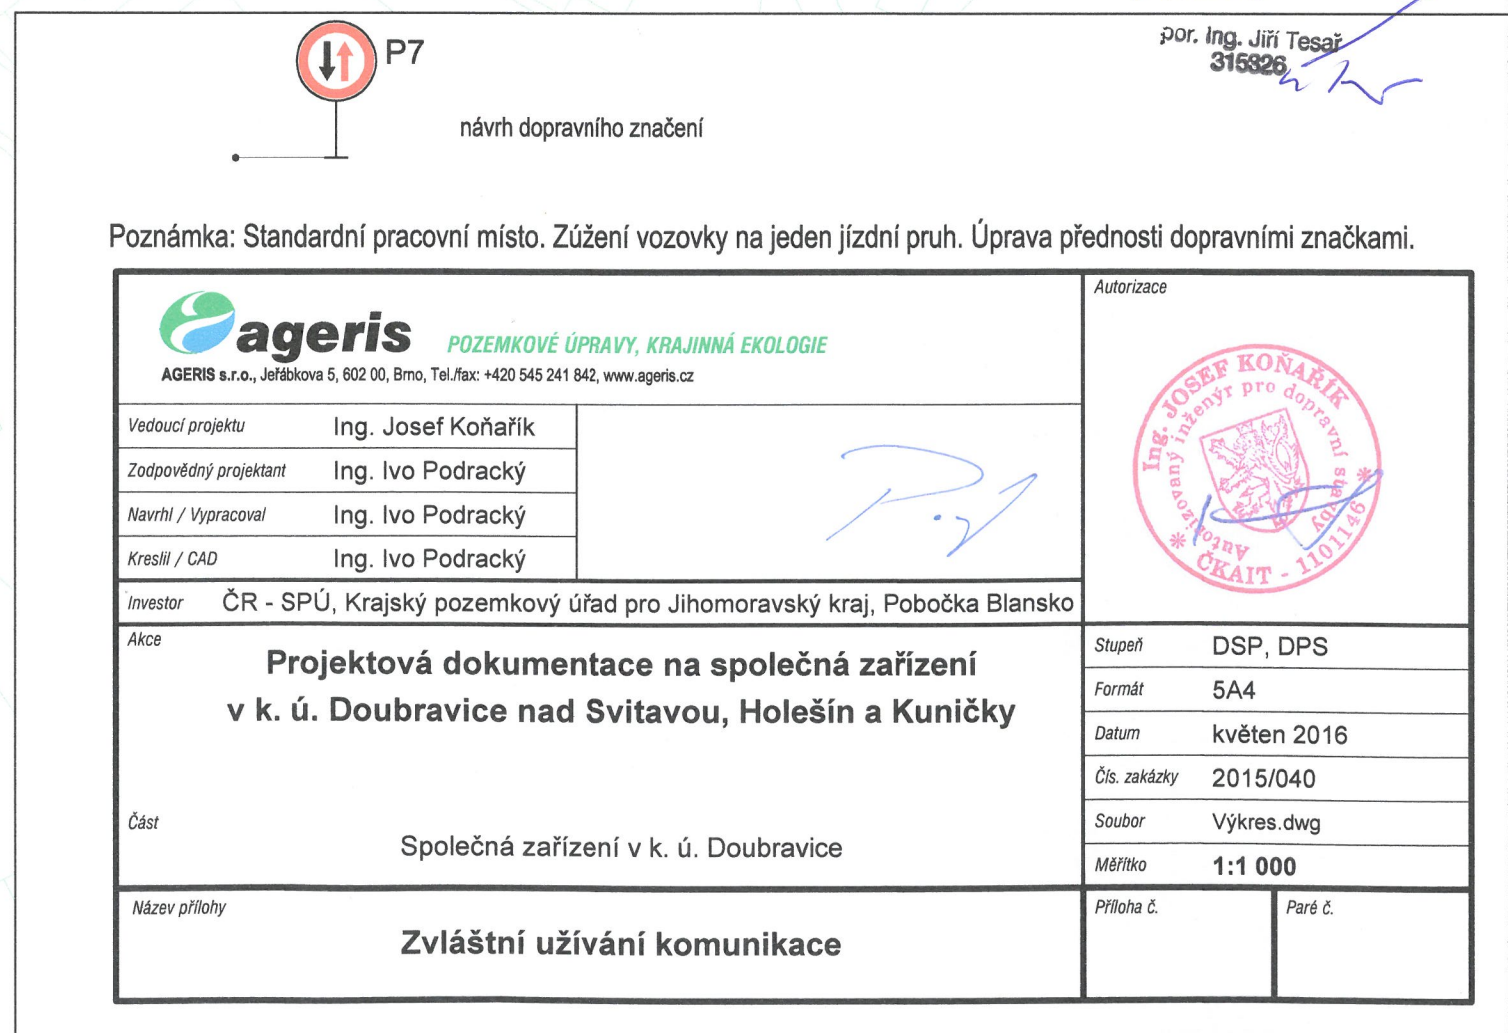 P7
por. Ing. Jiří Tesař
315326
návrh dopravního značení
Poznámka: Standardní pracovní místo. Zúžení vozovky na jeden jízdní pruh. Úprava přednosti dopravními značkami.
ageris POZEMKOVÉ ÚPRAVY, KRAJINNÁ EKOLOGIE
AGERIS s.r.o., Jeřábkova 5, 602 00, Brno, Tel./fax: +420 545 241 842, www.ageris.cz
Autorizace
Ing. JOSEF KOŇAŘÍK
Autorizovaný inženýr pro dopravní stavby
ČKAIT - 1101146
Vedoucí projektu Ing. Josef Koňařík
Zodpovědný projektant Ing. Ivo Podracký
Navrhl / Vypracoval Ing. Ivo Podracký
Kreslil / CAD Ing. Ivo Podracký
Investor ČR - SPÚ, Krajský pozemkový úřad pro Jihomoravský kraj, Pobočka Blansko
Akce
Projektová dokumentace na společná zařízení
v k. ú. Doubravice nad Svitavou, Holešín a Kuničky
Část
Společná zařízení v k. ú. Doubravice
Stupeň DSP, DPS
Formát 5A4
Datum květen 2016
Čís. zakázky 2015/040
Soubor Výkres.dwg
Měřítko 1:1 000
Název přílohy
Zvláštní užívání komunikace
Příloha č.
Paré č.